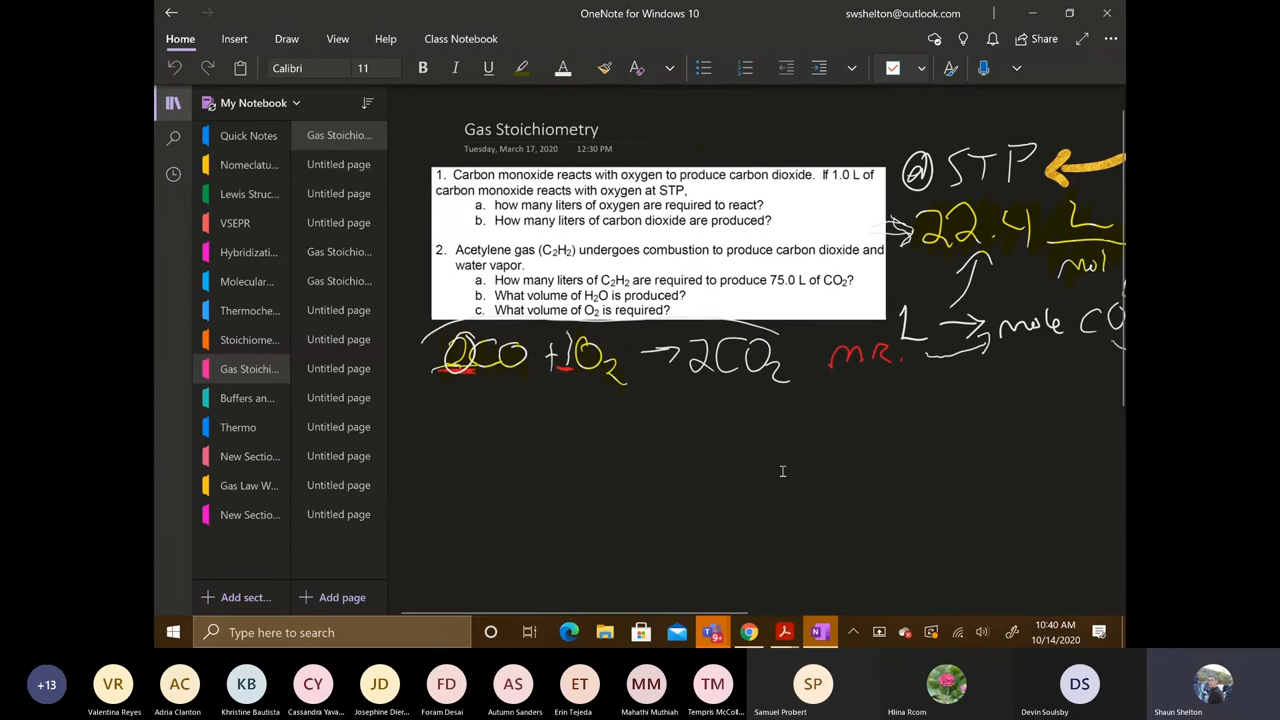 OneNote for Windows 10
swshelton@outlook.com
Home Insert Draw View Help Class Notebook
Share
Calibri 11 B I U A
My Notebook
Quick Notes
Nomeclatu...
Lewis Struc...
VSEPR
Hybridizati...
Molecular...
Thermoche...
Stoichiome...
Gas Stoichi...
Buffers an...
Thermo
New Sectio...
Gas Law W...
New Sectio...
Add sect...
Gas Stoichio...
Untitled page
Untitled page
Untitled page
Gas Stoichio...
Gas Stoichio...
Untitled page
Untitled page
Untitled page
Untitled page
Untitled page
Untitled page
Untitled page
Untitled page
Add page
Gas Stoichiometry
Tuesday, March 17, 2020 12:30 PM
1. Carbon monoxide reacts with oxygen to produce carbon dioxide. If 1.0 L of
carbon monoxide reacts with oxygen at STP,
a. how many liters of oxygen are required to react?
b. How many liters of carbon dioxide are produced?
2. Acetylene gas (C₂H₂) undergoes combustion to produce carbon dioxide and
water vapor.
a. How many liters of C₂H₂ are required to produce 75.0 L of CO₂?
b. What volume of H₂O is produced?
c. What volume of O₂ is required?
2CO + 1O₂ → 2CO₂ MR.
@ STP
22.4 L
mol
L → mole CO
Type here to search
9+
10:40 AM
10/14/2020
+13 VR AC KB CY JD FD AS ET MM TM SP DS
Valentina Reyes Adria Clanton Khristine Bautista Cassandra Yava... Josephine Dier... Foram Desai Autumn Sanders Erin Tejeda Mahathi Muthiah Tempris McColl... Samuel Probert Hlina Rcom Devin Soulsby Shaun Shelton